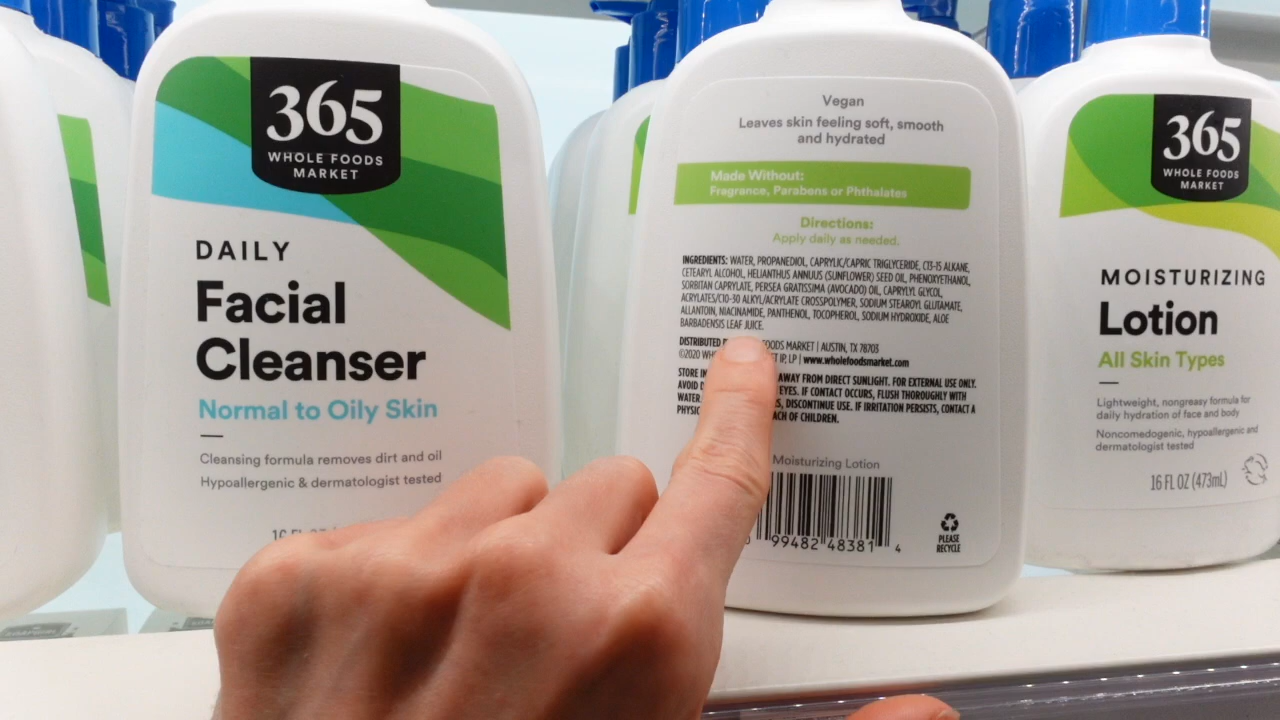 365
WHOLE FOODS
MARKET
DAILY
Facial
Cleanser
Normal to Oily Skin
Cleansing formula removes dirt and oil
Hypoallergenic & dermatologist tested
16 FL
Vegan
Leaves skin feeling soft, smooth
and hydrated
Made Without:
Fragrance, Parabens or Phthalates
Directions:
Apply daily as needed.
INGREDIENTS: WATER, PROPANEDIOL, CAPRYLIC/CAPRIC TRIGLYCERIDE, C13-15 ALKANE,
CETEARYL ALCOHOL, HELIANTHUS ANNUUS (SUNFLOWER) SEED OIL, PHENOXYETHANOL,
SORBITAN CAPRYLATE, PERSEA GRATISSIMA (AVOCADO) OIL, CAPRYLYL GLYCOL,
ACRYLATES/C10-30 ALKYL/ACRYLATE CROSSPOLYMER, SODIUM STEAROYL GLUTAMATE,
ALLANTOIN, NIACINAMIDE, PANTHENOL, TOCOPHEROL, SODIUM HYDROXIDE, ALOE
BARBADENSIS LEAF JUICE.
DISTRIBUTED FOODS MARKET | AUSTIN, TX 78703
©2020 IP, LP | www.wholefoodsmarket.com
STORE AWAY FROM DIRECT SUNLIGHT. FOR EXTERNAL USE ONLY.
AVOID EYES. IF CONTACT OCCURS, FLUSH THOROUGHLY WITH
WATER. DISCONTINUE USE. IF IRRITATION PERSISTS, CONTACT A
OF CHILDREN.
Moisturizing Lotion
99482 48381 4
PLEASE
RECYCLE
365
WHOLE FOODS
MARKET
MOISTURIZING
Lotion
All Skin Types
Lightweight, nongreasy formula for
daily hydration of face and body
Noncomedogenic, hypoallergenic and
dermatologist tested
16 FL OZ (473mL)